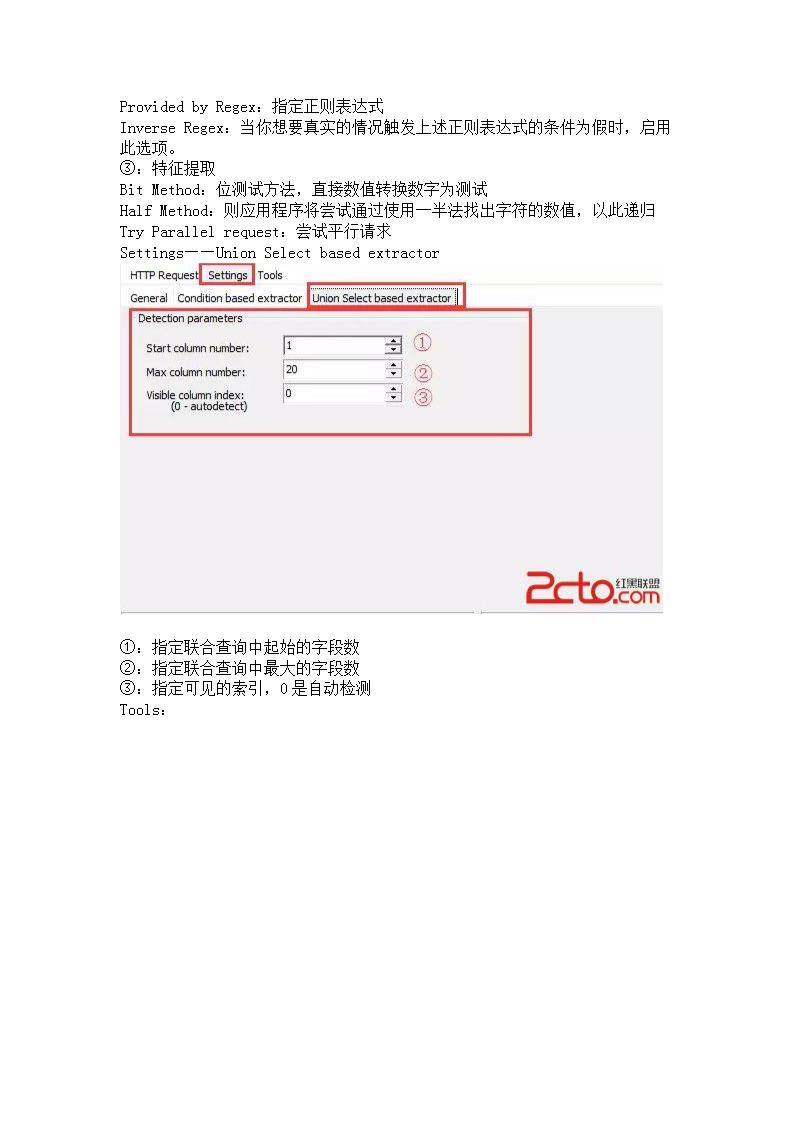 Provided by Regex: 指定正则表达式
Inverse Regex: 当你想要真实的情况触发上述正则表达式的条件为假时，启用
此选项。
③: 特征提取
Bit Method: 位测试方法，直接数值转换数字为测试
Half Method: 则应用程序将尝试通过使用一半法找出字符的数值，以此递归
Try Parallel request: 尝试平行请求
Settings——Union Select based extractor
HTTP Request Settings Tools
General Condition based extractor Union Select based extractor
Detection parameters
Start column number: 1 ①
Max column number: 20 ②
Visible column index: 0 ③
(0 - autodetect)
2cto.com 红黑联盟
①: 指定联合查询中起始的字段数
②: 指定联合查询中最大的字段数
③: 指定可见的索引，0 是自动检测
Tools: